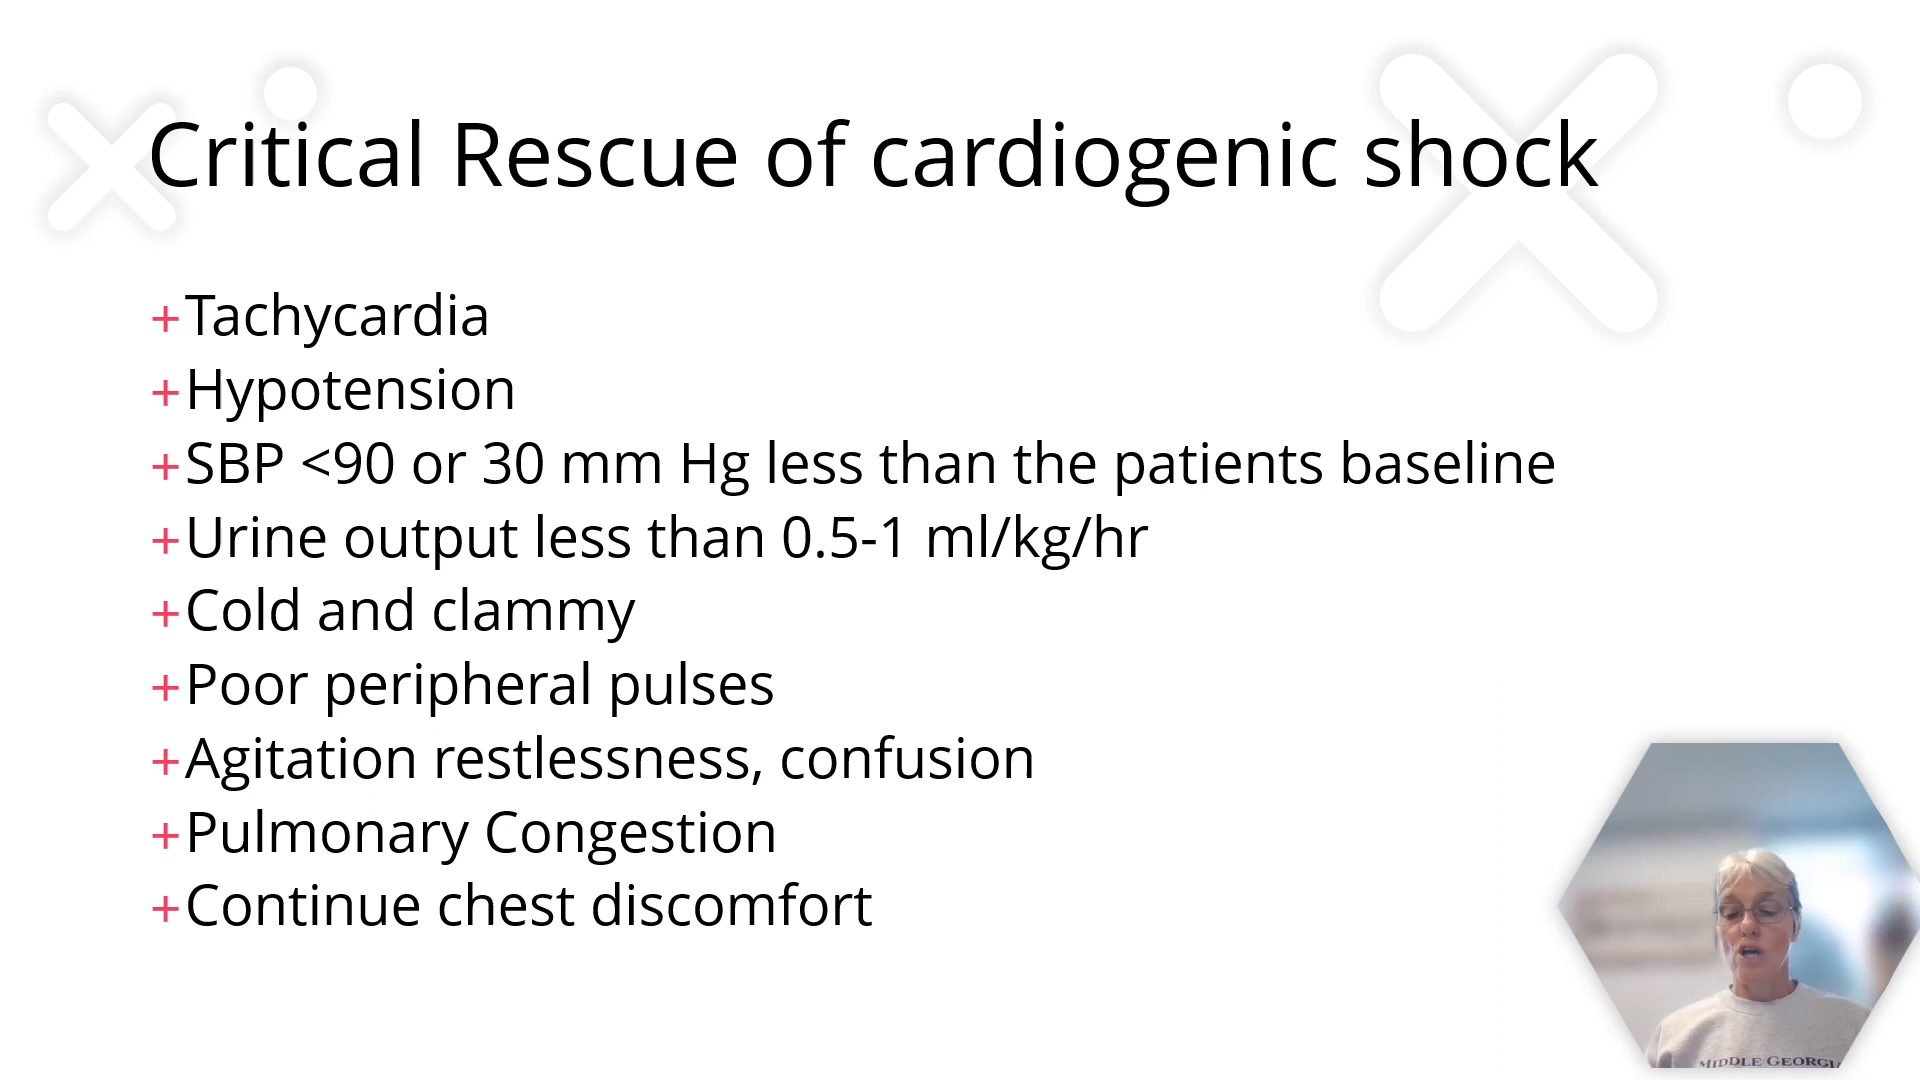 Critical Rescue of cardiogenic shock
+Tachycardia
+Hypotension
+SBP <90 or 30 mm Hg less than the patients baseline
+Urine output less than 0.5-1 ml/kg/hr
+Cold and clammy
+Poor peripheral pulses
+Agitation restlessness, confusion
+Pulmonary Congestion
+Continue chest discomfort
MIDDLE GEORGIA